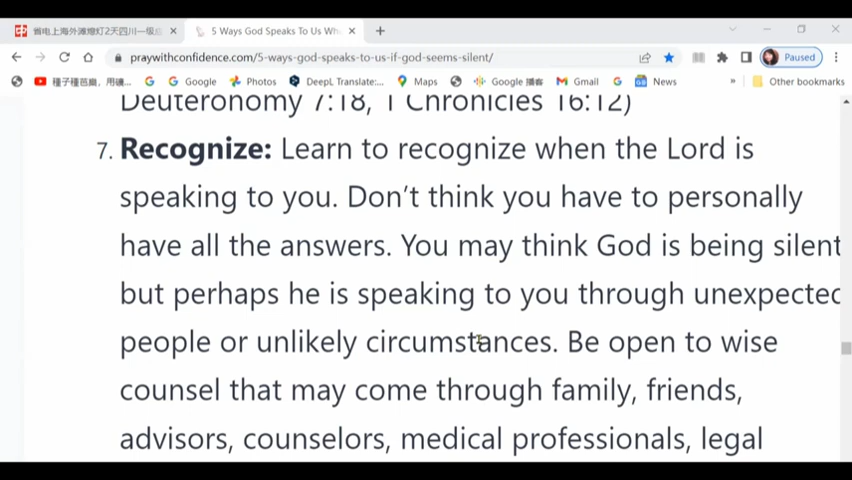 5 Ways God Speaks To Us Wh
Paused
praywithconfidence.com/5-ways-god-speaks-to-us-if-god-seems-silent/
Google
Photos
DeepL Translate:...
Maps
Google 播客
Gmail
News
Other bookmarks
Deuteronomy 7:18, 1 Chronicles 16:12)
7. Recognize: Learn to recognize when the Lord is
speaking to you. Don't think you have to personally
have all the answers. You may think God is being silent
but perhaps he is speaking to you through unexpected
people or unlikely circumstances. Be open to wise
counsel that may come through family, friends,
advisors, counselors, medical professionals, legal